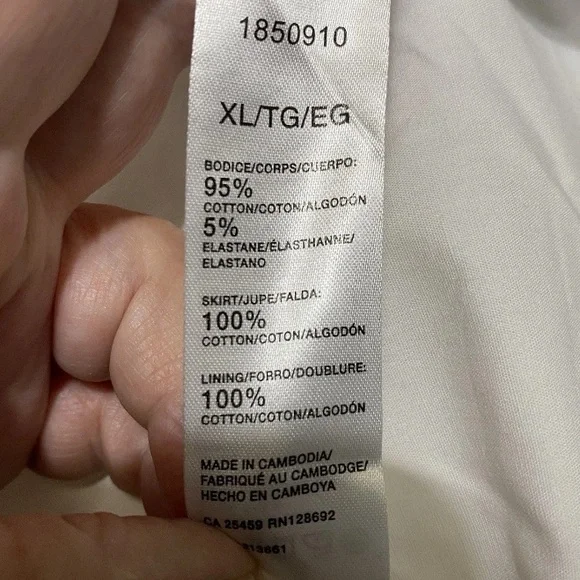 1850910
XL/TG/EG
BODICE/CORPS/CUERPO:
95%
COTTON/COTON/ALGODÓN
5%
ELASTANE/ÉLASTHANNE/
ELASTANO
SKIRT/JUPE/FALDA:
100%
COTTON/COTON/ALGODÓN
LINING/FORRO/DOUBLURE:
100%
COTTON/COTON/ALGODÓN
MADE IN CAMBODIA/
FABRIQUÉ AU CAMBODGE/
HECHO EN CAMBOYA
CA 25459 RN128692